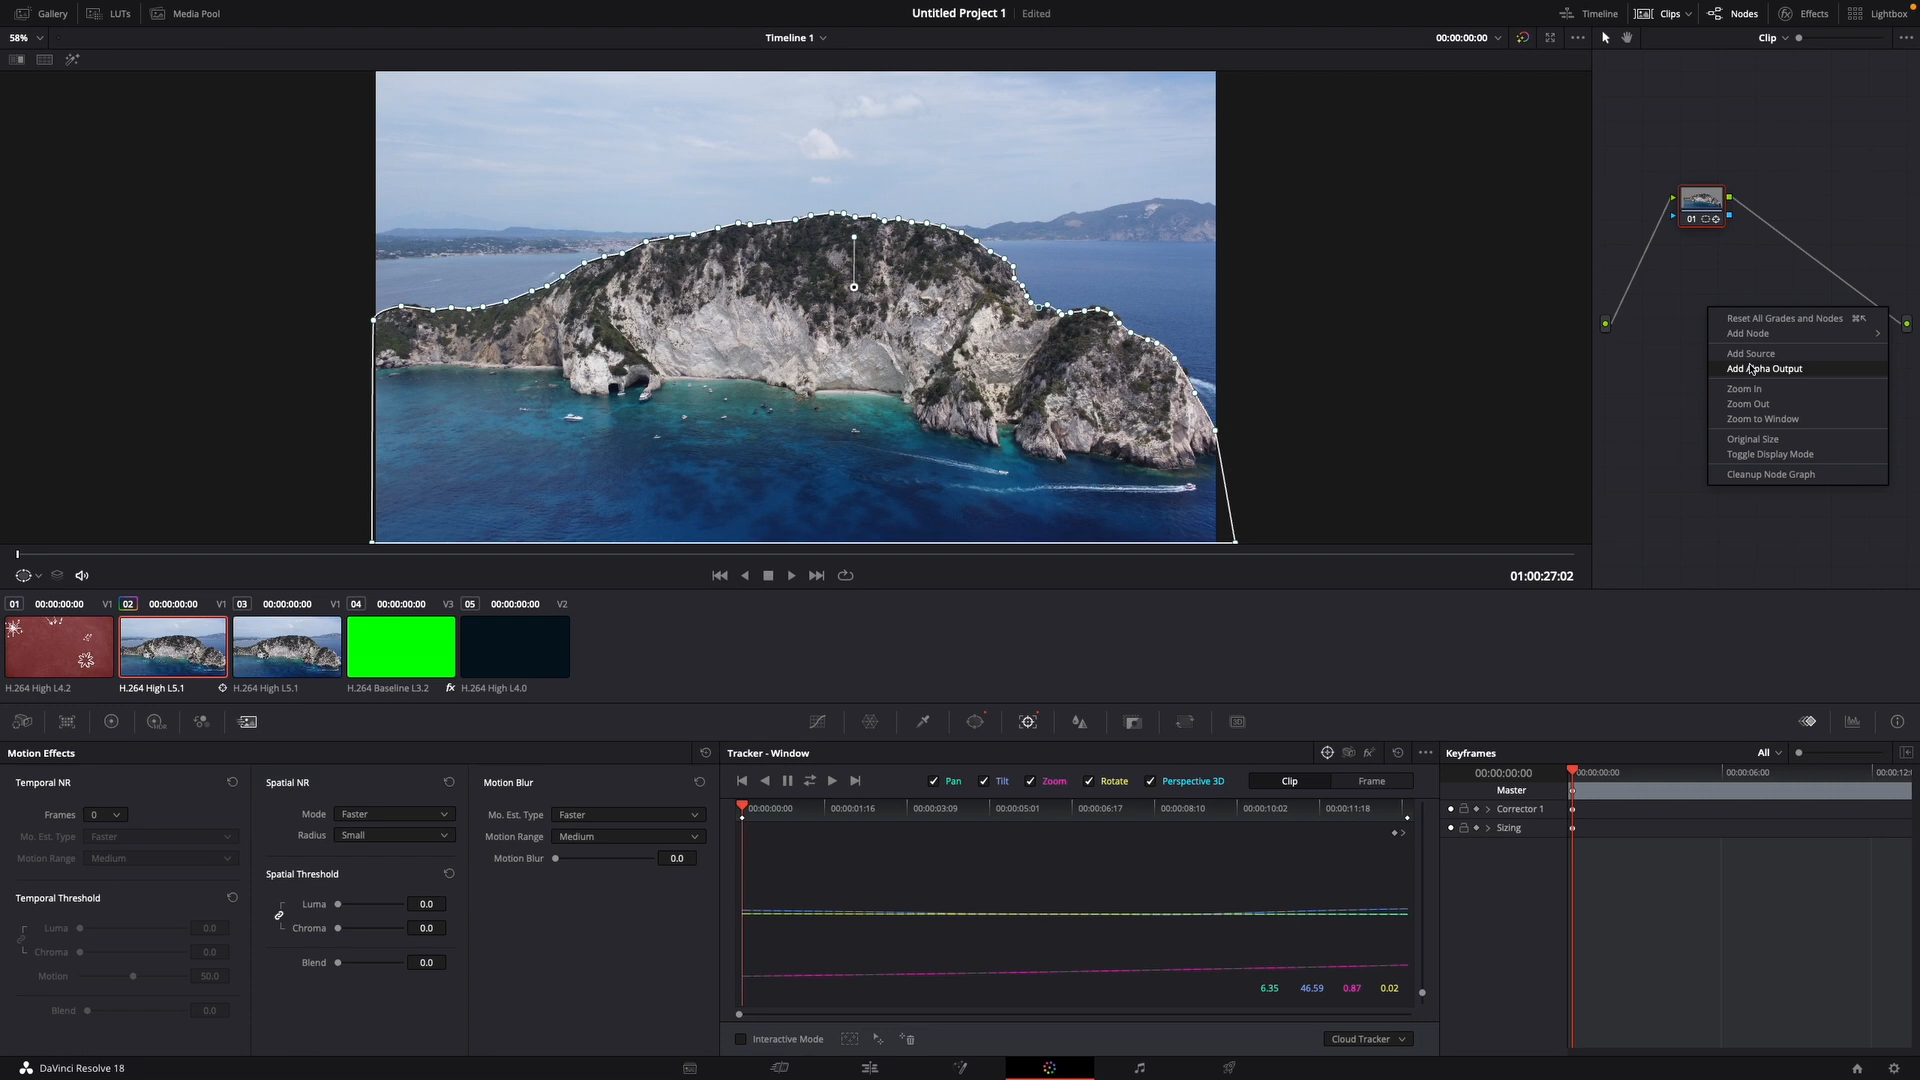 Gallery LUTs Media Pool Untitled Project 1 Edited Timeline Clips Nodes Effects Lightbox
58% Timeline 1 00:00:00:00 Clip
01
Reset All Grades and Nodes
Add Node
Add Source
Add Alpha Output
Zoom In
Zoom Out
Zoom to Window
Original Size
Toggle Display Mode
Cleanup Node Graph
01:00:27:02
01 00:00:00:00 V1 02 00:00:00:00 V1 03 00:00:00:00 V1 04 00:00:00:00 V3 05 00:00:00:00 V2
H.264 High L4.2 H.264 High L5.1 H.264 High L5.1 H.264 Baseline L3.2 fx H.264 High L4.0
HDR 3D
Motion Effects
Temporal NR
Frames 0
Mo. Est. Type Faster
Motion Range Medium
Temporal Threshold
Luma 0.0
Chroma 0.0
Motion 50.0
Blend 0.0
Spatial NR
Mode Faster
Radius Small
Spatial Threshold
Luma 0.0
Chroma 0.0
Blend 0.0
Motion Blur
Mo. Est. Type Faster
Motion Range Medium
Motion Blur 0.0
Tracker - Window
Pan Tilt Zoom Rotate Perspective 3D Clip Frame
00:00:00:00 00:00:01:16 00:00:03:09 00:00:05:01 00:00:06:17 00:00:08:10 00:00:10:02 00:00:11:18
6.35 46.59 0.87 0.02
Interactive Mode Cloud Tracker
Keyframes All
00:00:00:00 00:00:00:00 00:00:06:00 00:00:12:
Master
Corrector 1
Sizing
DaVinci Resolve 18